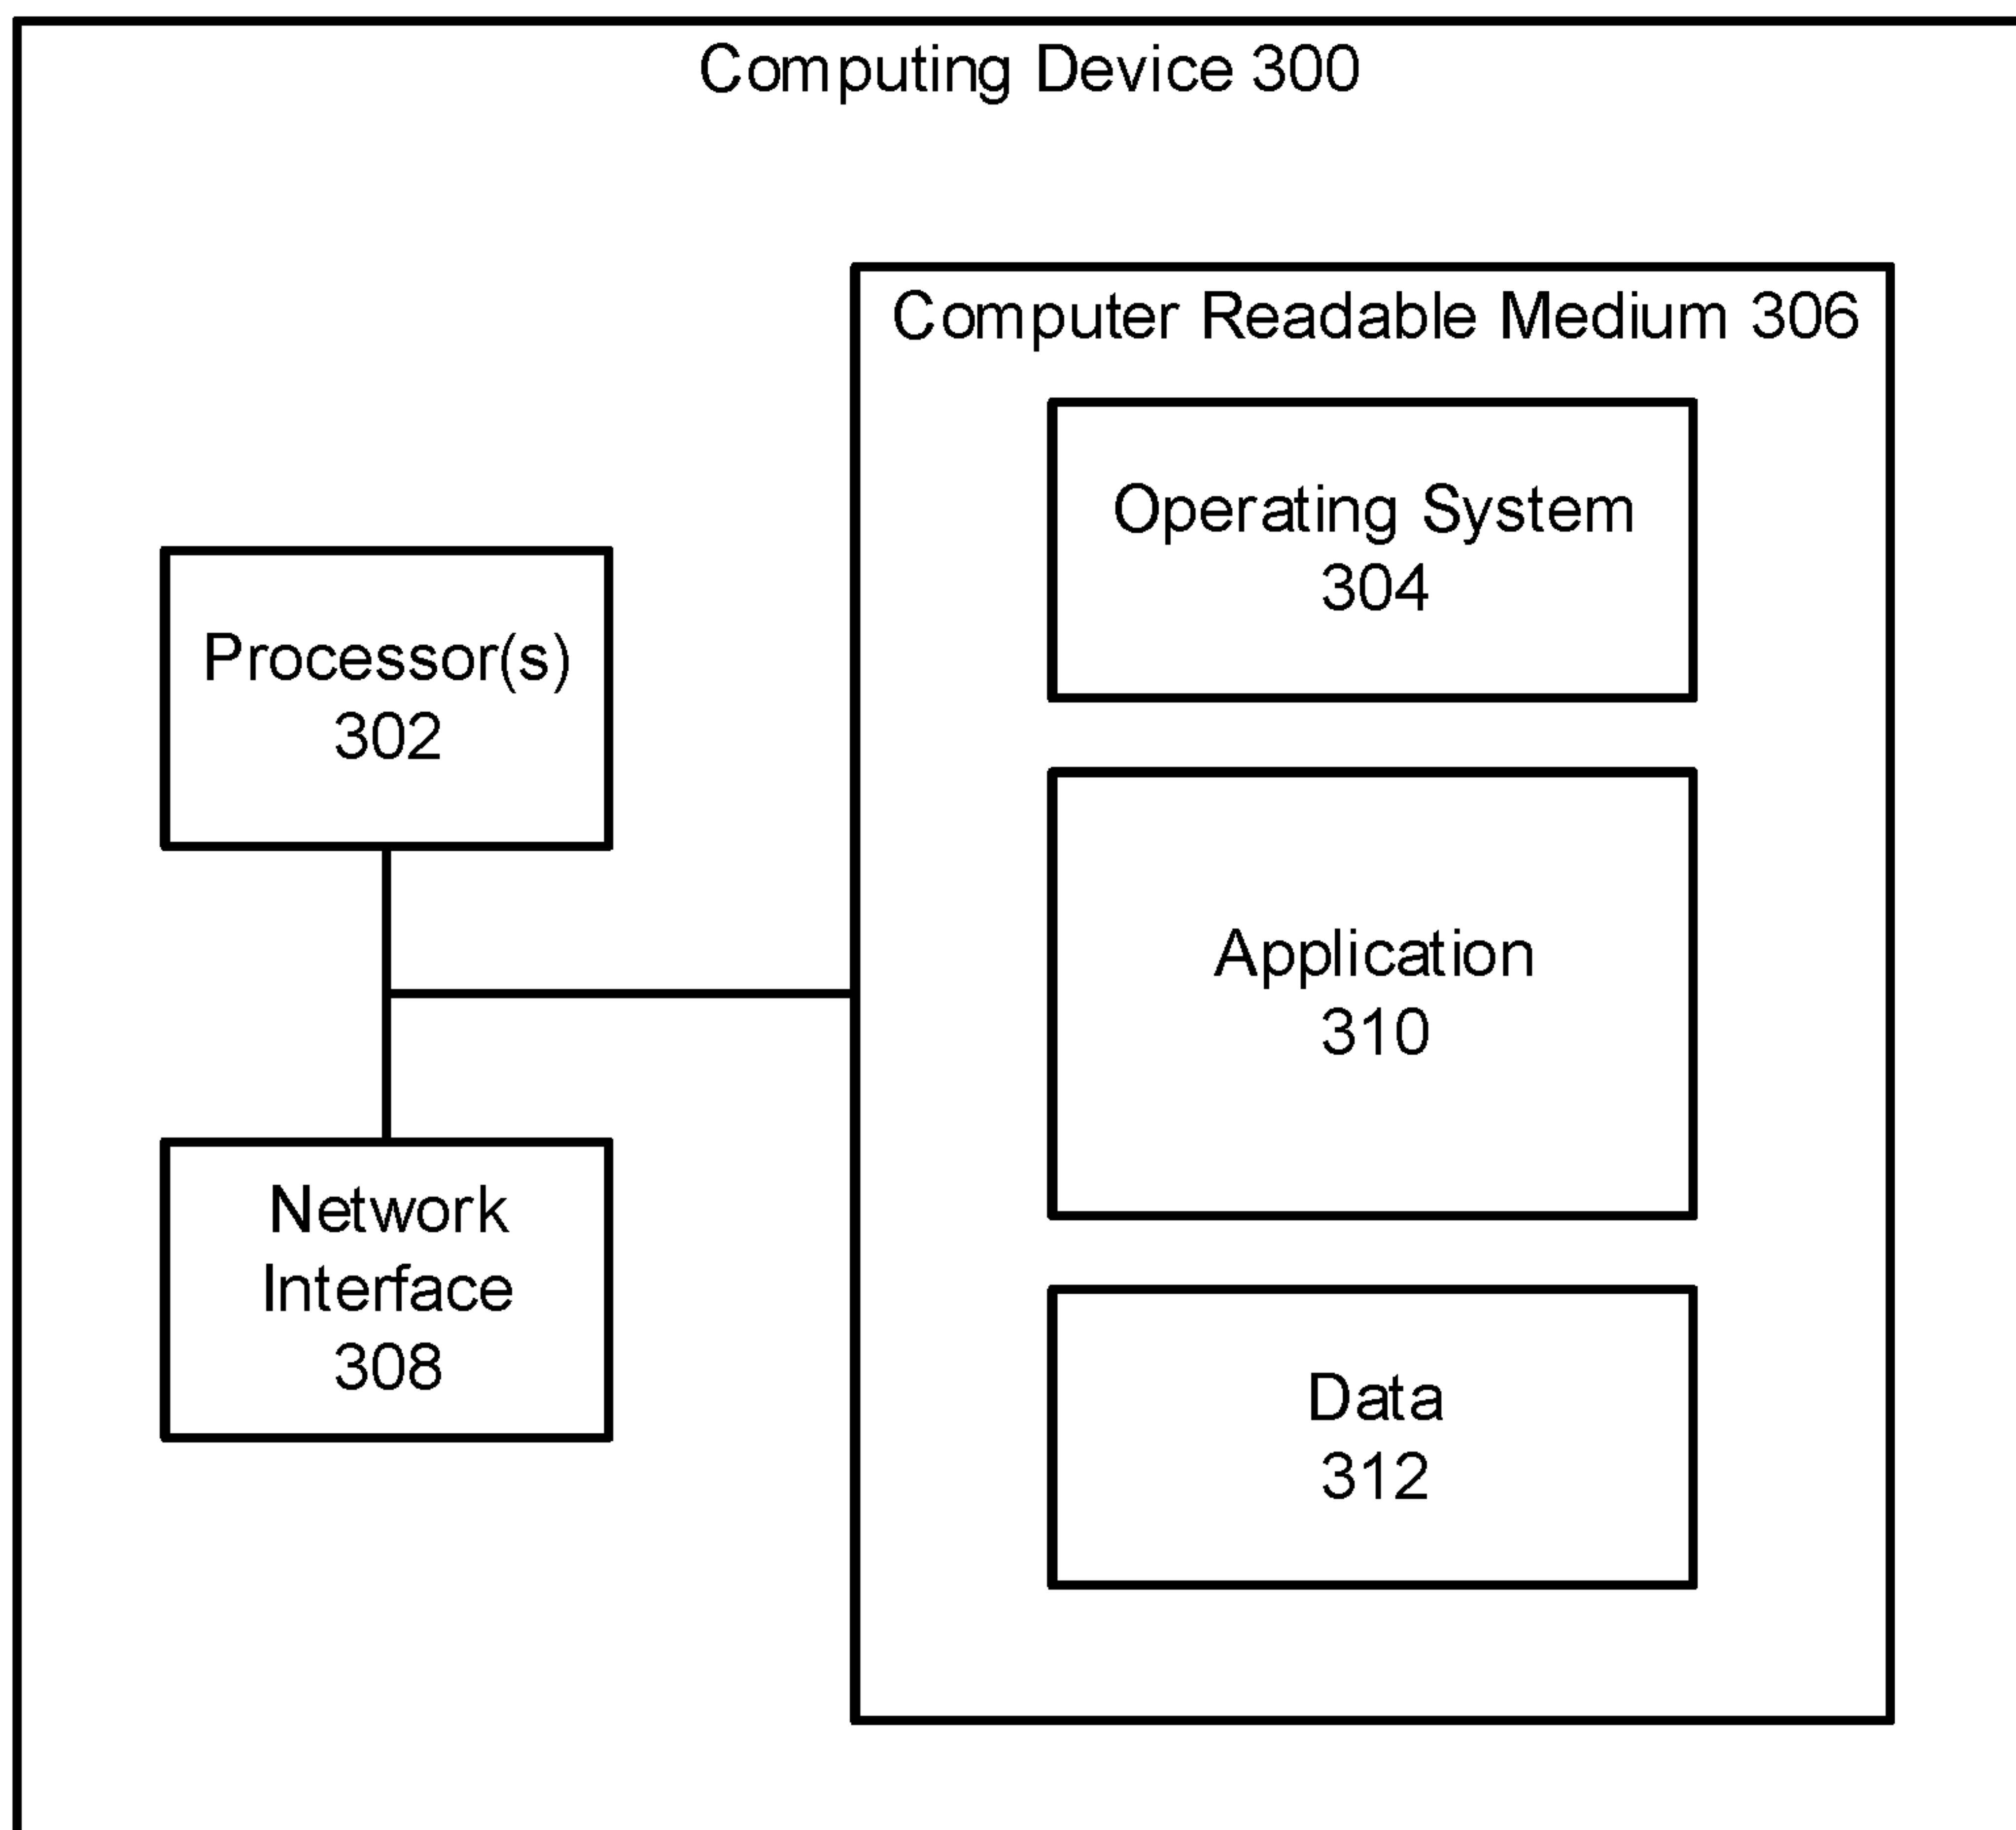 Computing Device 300
Computer Readable Medium 306
Operating System
304
Processor(s)
302
Application
310
Network
Interface
308
Data
312